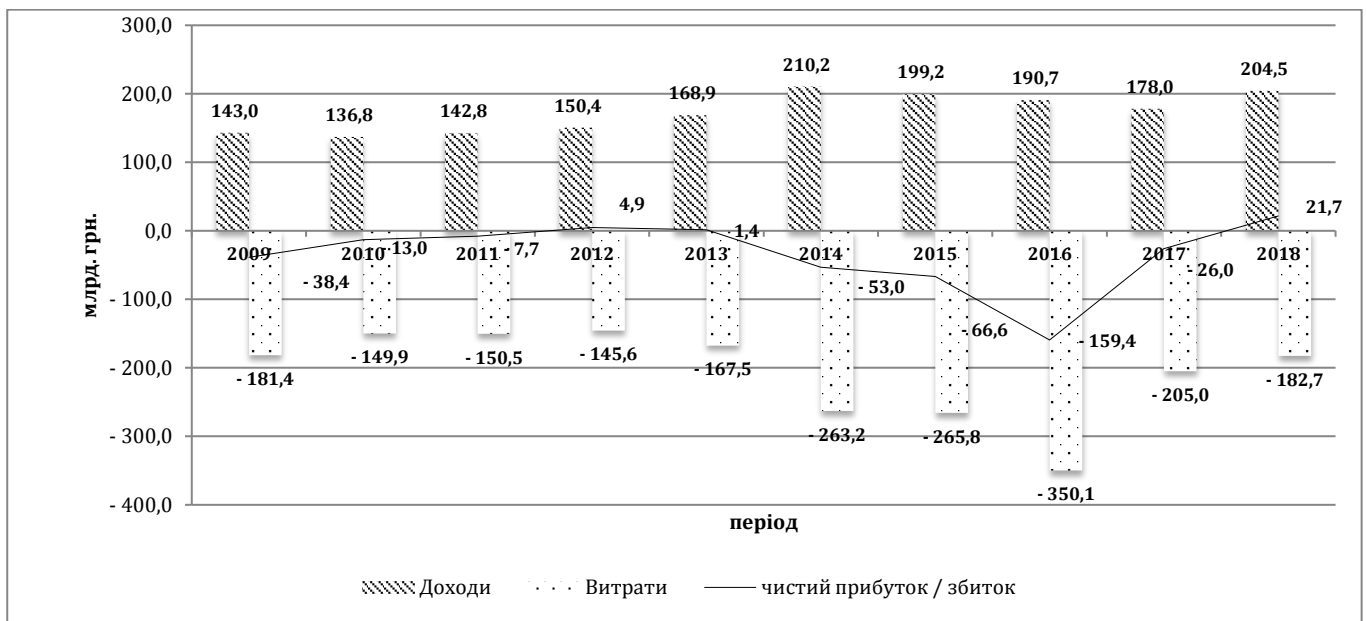 300,0
200,0
100,0
0,0
- 100,0
- 200,0
- 300,0
- 400,0
млрд. грн.
143,0 136,8 142,8 150,4 168,9 210,2 199,2 190,7 178,0 204,5
- 38,4 - 13,0 - 7,7 4,9 1,4 - 53,0 - 66,6 - 159,4 - 26,0 21,7
2009 2010 2011 2012 2013 2014 2015 2016 2017 2018
- 181,4 - 149,9 - 150,5 - 145,6 - 167,5 - 263,2 - 265,8 - 350,1 - 205,0 - 182,7
період
Доходи Витрати чистий прибуток / збиток